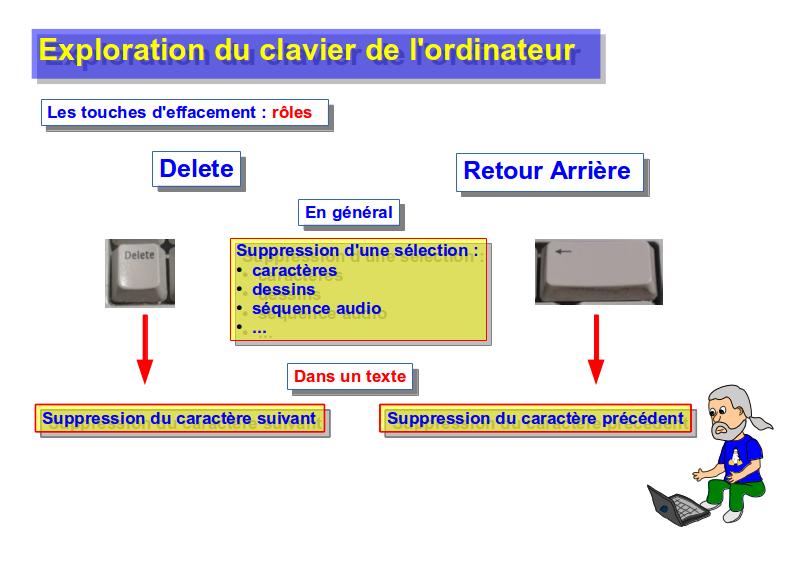 Exploration du clavier de l'ordinateur
Les touches d'effacement : rôles
Delete
Retour Arrière
En général
Delete
←
Suppression d'une sélection :
• caractères
• dessins
• séquence audio
• ...
Dans un texte
Suppression du caractère suivant
Suppression du caractère précédent